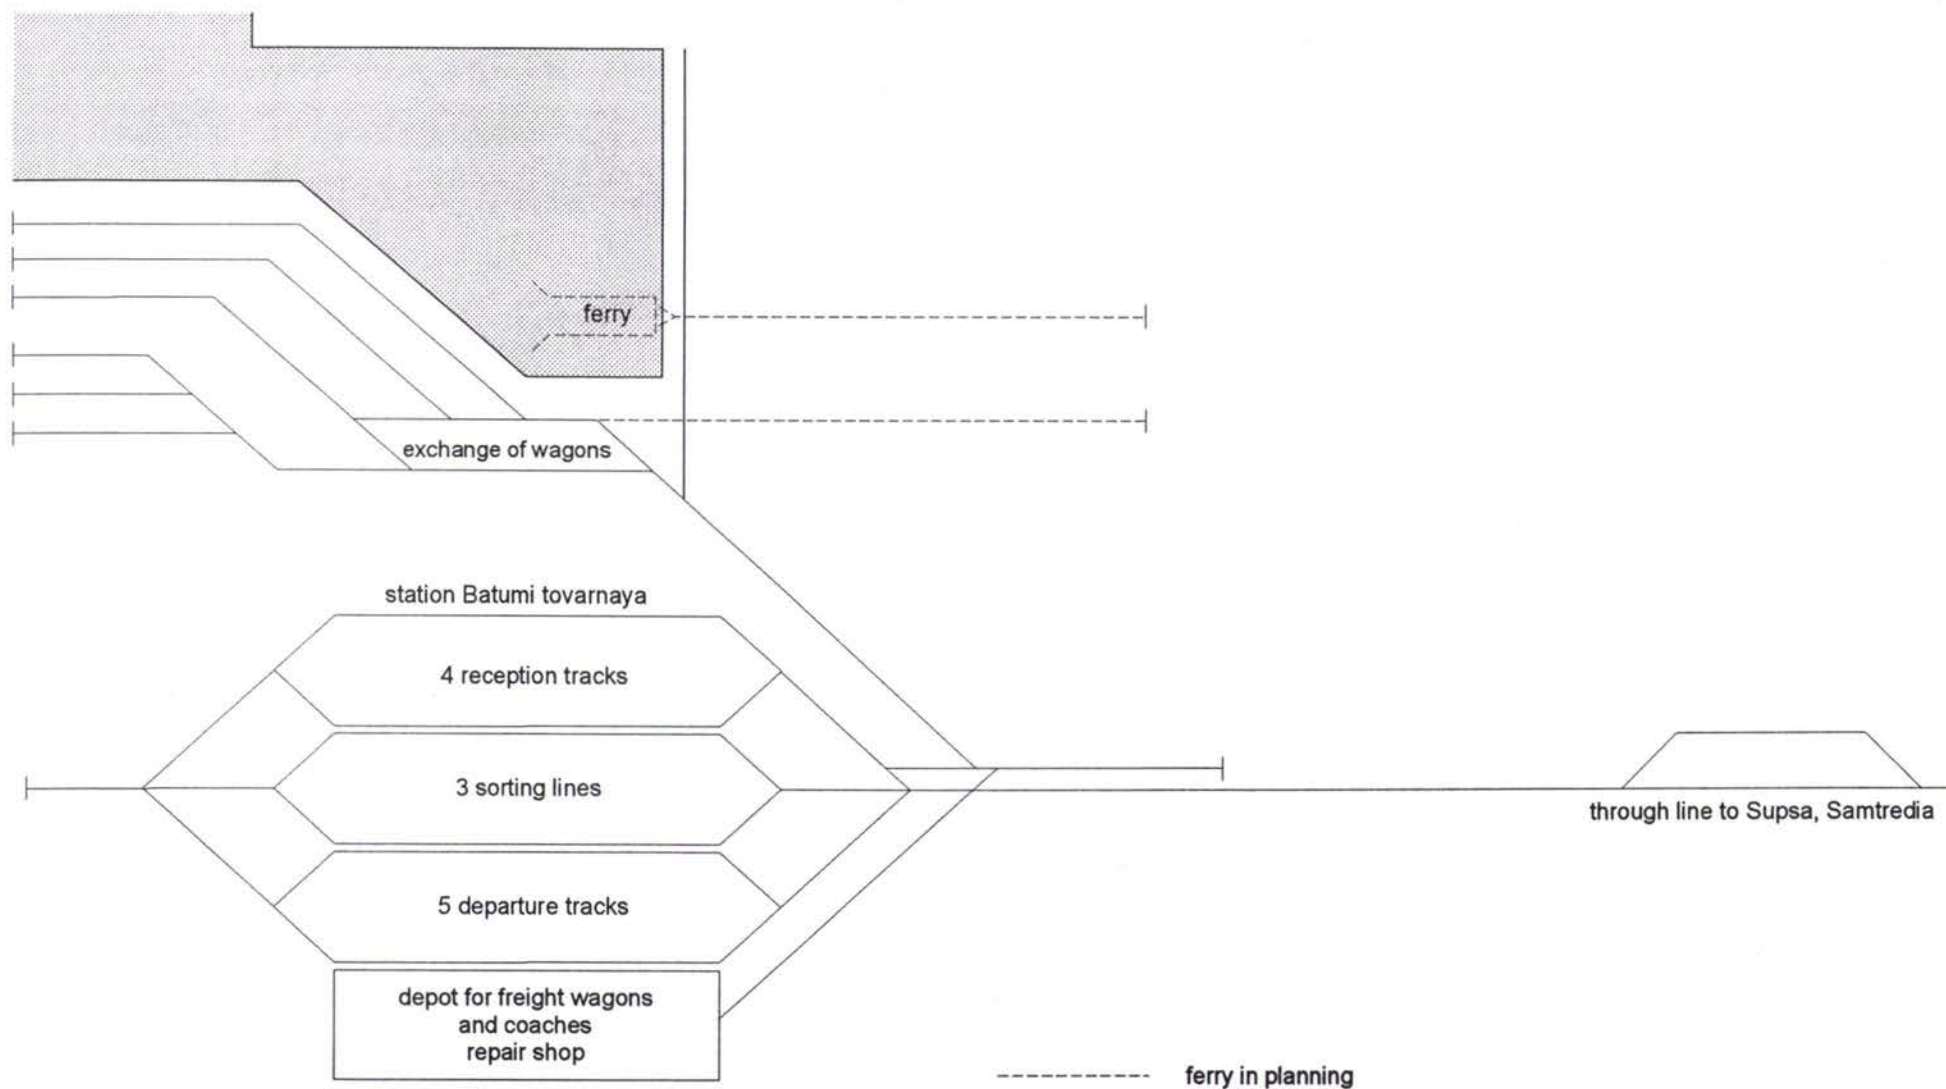 ferry
exchange of wagons
station Batumi tovarnaya
4 reception tracks
3 sorting lines
through line to Supsa, Samtredia
5 departure tracks
depot for freight wagons
and coaches
repair shop
ferry in planning